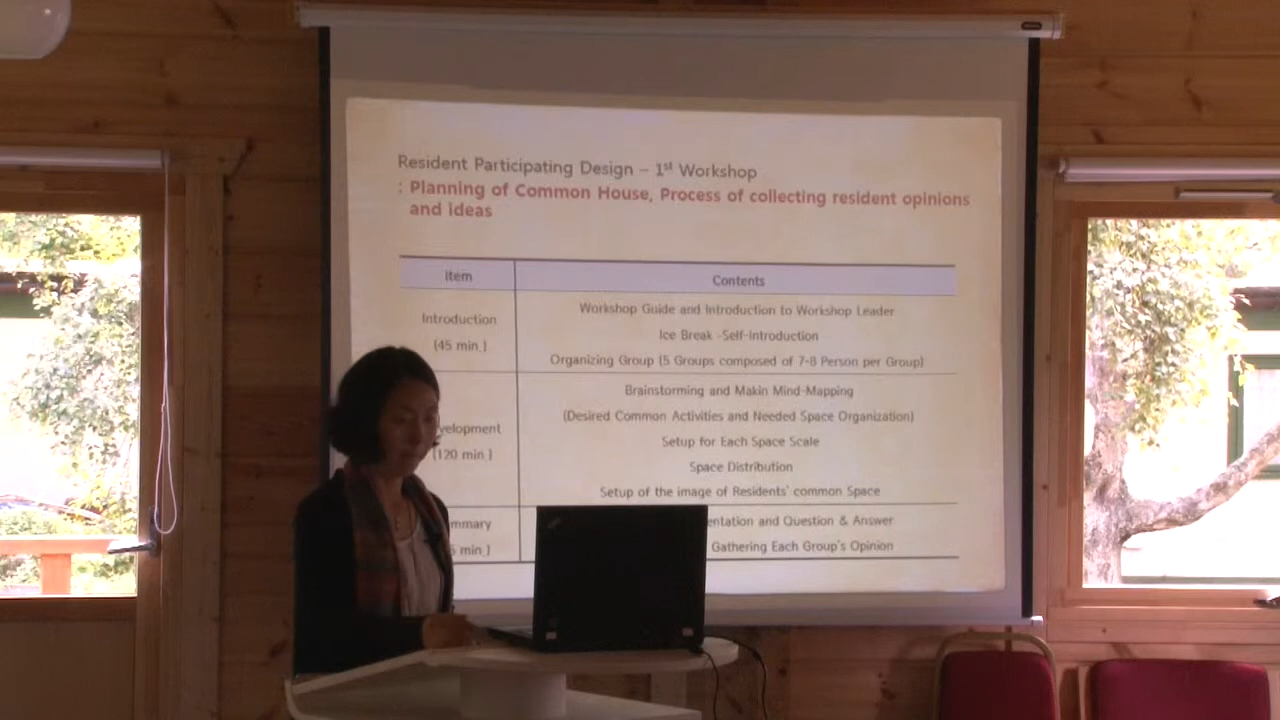 Resident Participating Design – 1st Workshop
: Planning of Common House, Process of collecting resident opinions
and ideas
Item Contents
Introduction
(45 min.)
Workshop Guide and Introduction to Workshop Leader
Ice Break -Self-Introduction
Organizing Group (5 Groups composed of 7-8 Person per Group)
velopment
(120 min.)
Brainstorming and Makin Mind-Mapping
(Desired Common Activities and Needed Space Organization)
Setup for Each Space Scale
Space Distribution
Setup of the image of Residents' common Space
mmary
min.)
entation and Question & Answer
Gathering Each Group's Opinion